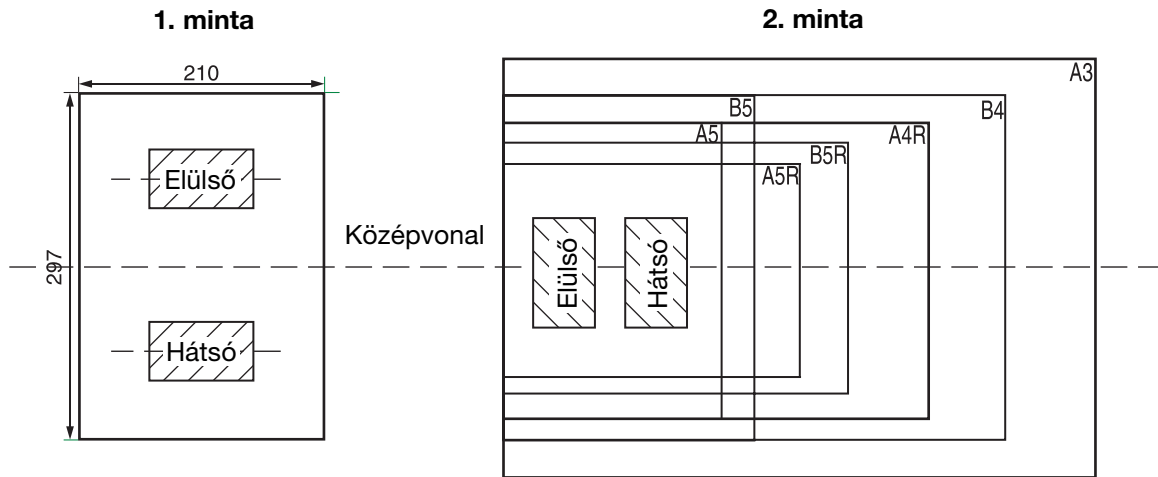 1. minta
210
297
Elülső
Hátsó
Középvonal
2. minta
A3
B4
B5
A5
A4R
B5R
A5R
Elülső
Hátsó